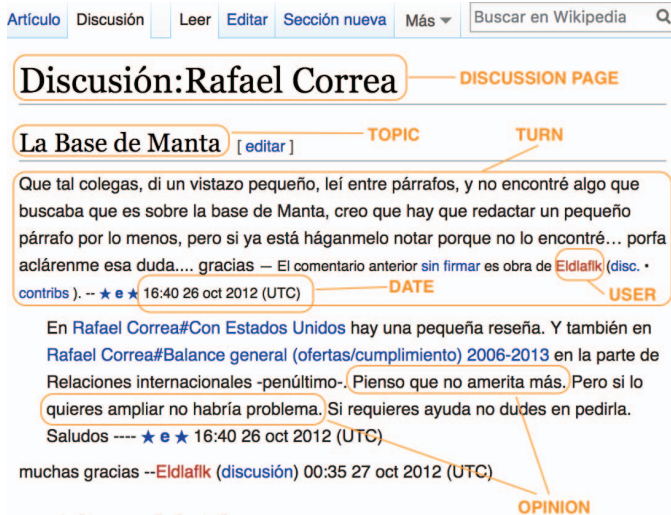 Artículo Discusión Leer Editar Sección nueva Más Buscar en Wikipedia
Discusión:Rafael Correa DISCUSSION PAGE
La Base de Manta [ editar ] TOPIC TURN
Que tal colegas, di un vistazo pequeño, leí entre párrafos, y no encontré algo que
buscaba que es sobre la base de Manta, creo que hay que redactar un pequeño
párrafo por lo menos, pero si ya está háganmelo notar porque no lo encontré… porfa
aclárenme esa duda.... gracias — El comentario anterior sin firmar es obra de Eldlaflk (disc. •
contribs ). -- ★ e ★ 16:40 26 oct 2012 (UTC) DATE USER
En Rafael Correa#Con Estados Unidos hay una pequeña reseña. Y también en
Rafael Correa#Balance general (ofertas/cumplimiento) 2006-2013 en la parte de
Relaciones internacionales -penúltimo-. Pienso que no amerita más. Pero si lo
quieres ampliar no habría problema. Si requieres ayuda no dudes en pedirla.
Saludos ---- ★ e ★ 16:40 26 oct 2012 (UTC)
muchas gracias --Eldlaflk (discusión) 00:35 27 oct 2012 (UTC)
OPINION